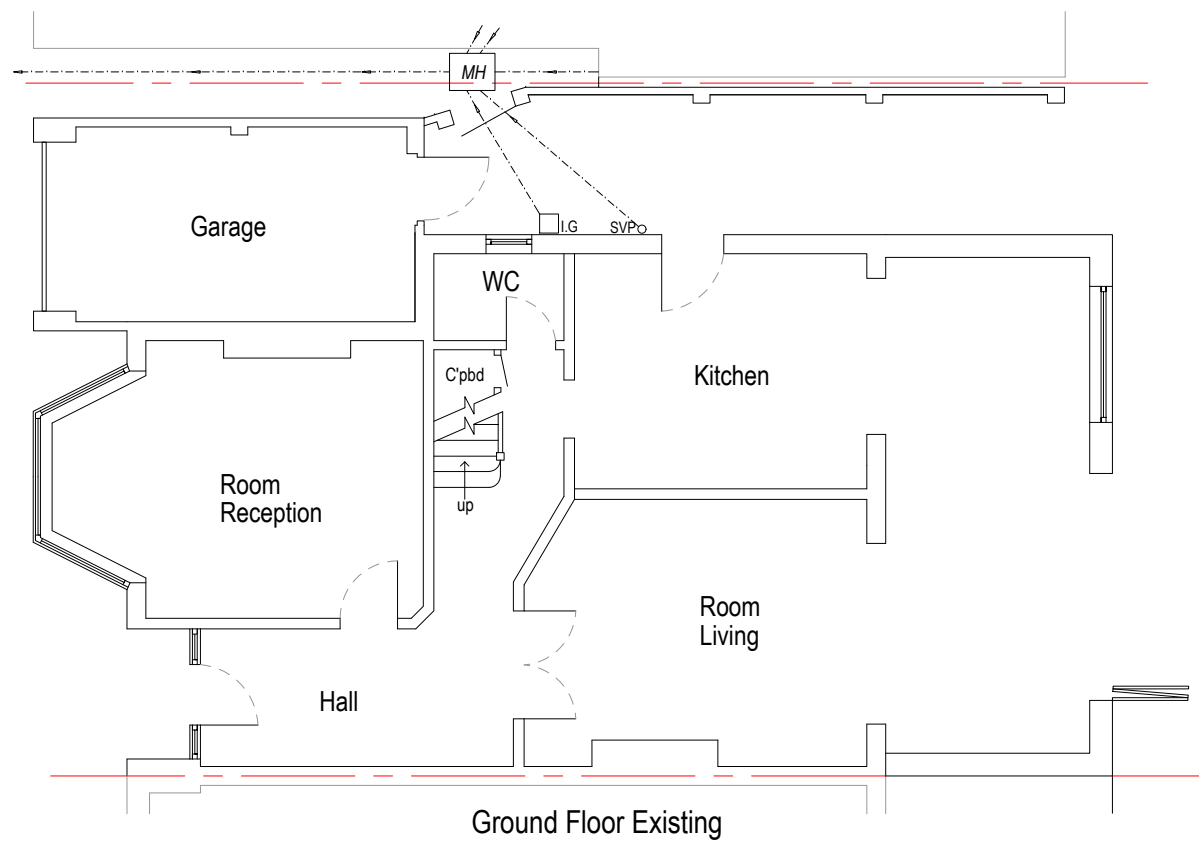 MH
Garage
I.G
SVP
WC
C'pbd
Kitchen
Room
Reception
up
Room
Living
Hall
Ground Floor Existing